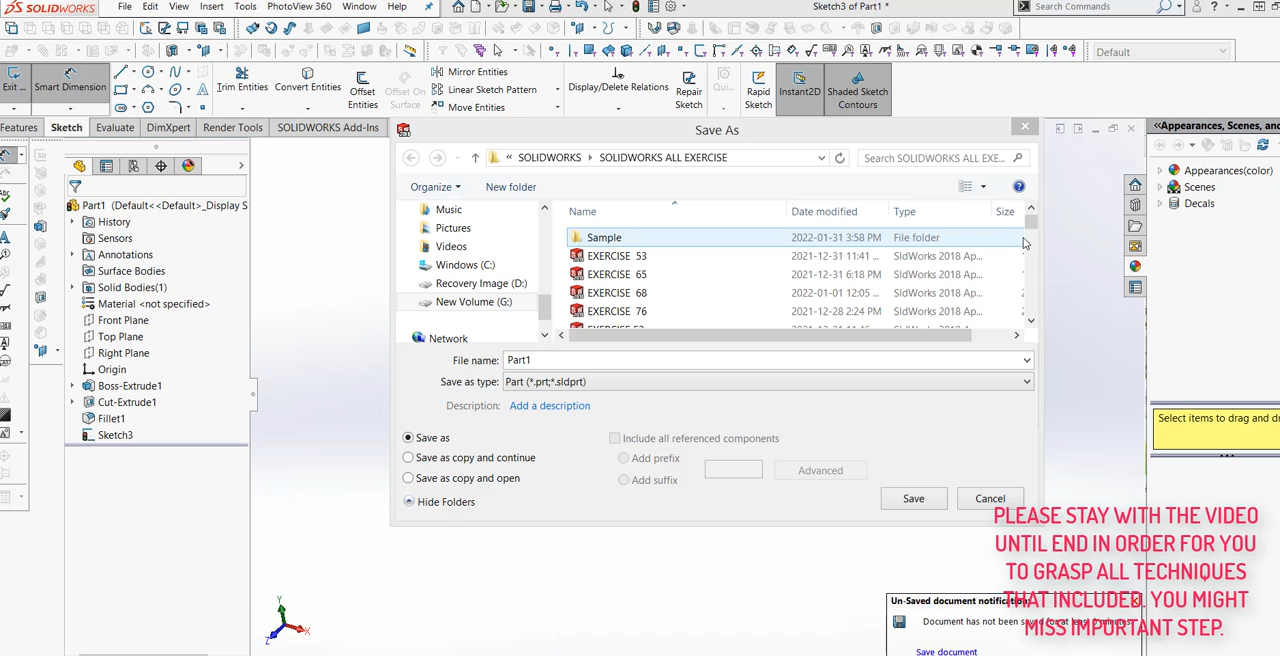 SOLIDWORKS File Edit View Insert Tools PhotoView 360 Window Help Sketch3 of Part1 * Search Commands
Default
Exit ... Smart Dimension Trim Entities Convert Entities Offset Entities Offset On Surface Mirror Entities Linear Sketch Pattern Move Entities Display/Delete Relations Repair Sketch Qui... Rapid Sketch Instant2D Shaded Sketch Contours
Features Sketch Evaluate DimXpert Render Tools SOLIDWORKS Add-Ins
Save As
«Appearances, Scenes, an
« SOLIDWORKS › SOLIDWORKS ALL EXERCISE
Search SOLIDWORKS ALL EXE...
Organize New folder
Appearances(color)
Scenes
Decals
Part1 (Default<<Default>_Display S
History
Sensors
Annotations
Surface Bodies
Solid Bodies(1)
Material <not specified>
Front Plane
Top Plane
Right Plane
Origin
Boss-Extrude1
Cut-Extrude1
Fillet1
Sketch3
Music
Pictures
Videos
Windows (C:)
Recovery Image (D:)
New Volume (G:)
Network
Name Date modified Type Size
Sample 2022-01-31 3:58 PM File folder
EXERCISE 53 2021-12-31 11:41 ... SldWorks 2018 Ap...
EXERCISE 65 2021-12-31 6:18 PM SldWorks 2018 Ap...
EXERCISE 68 2022-01-01 12:05 ... SldWorks 2018 Ap...
EXERCISE 76 2021-12-28 2:24 PM SldWorks 2018 Ap...
File name: Part1
Save as type: Part (*.prt;*.sldprt)
Description: Add a description
Save as
Save as copy and continue
Save as copy and open
Include all referenced components
Add prefix
Add suffix
Advanced
Hide Folders
Save Cancel
Select items to drag and dr
PLEASE STAY WITH THE VIDEO
UNTIL END IN ORDER FOR YOU
TO GRASP ALL TECHNIQUES
THAT INCLUDED. YOU MIGHT
MISS IMPORTANT STEP.
Un-Saved document notification
Document has not been saved
Save document
Y
X
Z